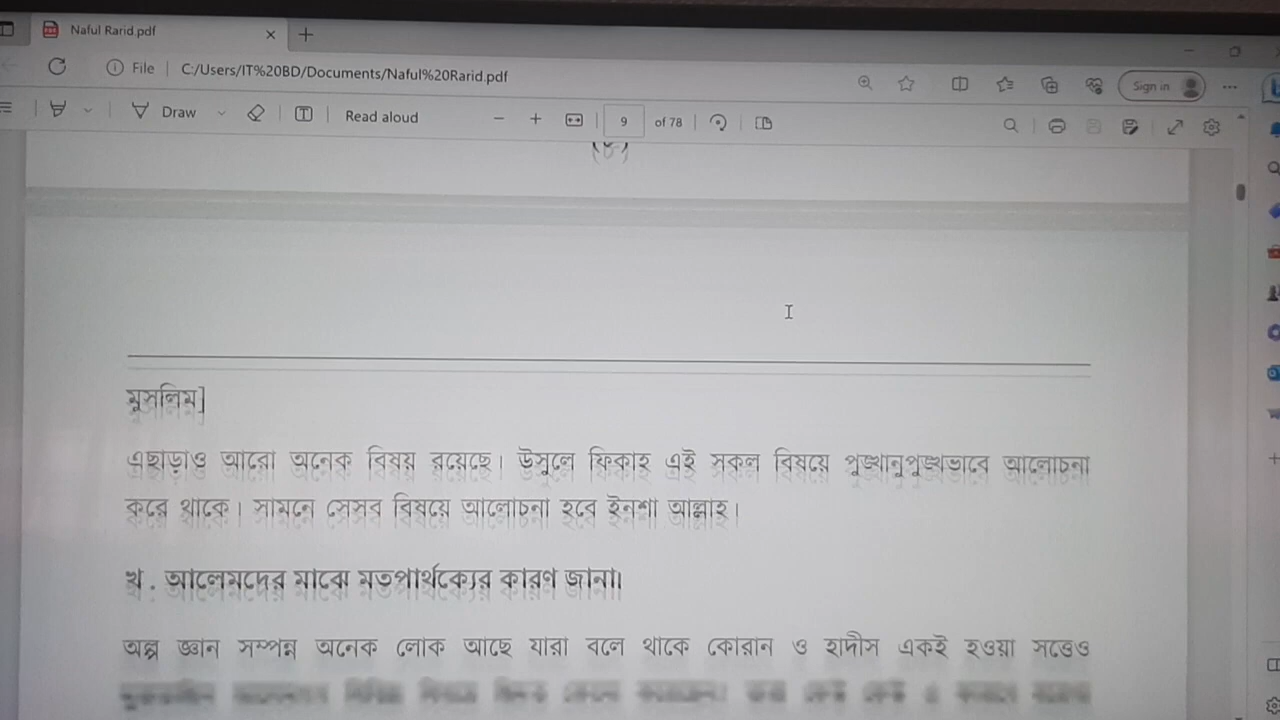 Naful Rarid.pdf
File C:/Users/IT%20BD/Documents/Naful%20Rarid.pdf Sign in
Draw Read aloud 9 of 78
মুসলিম]
এছাড়াও আরো অনেক বিষয় রয়েছে। উসূলে ফিকাহ এই সকল বিষয়ে পুঙ্খানুপুঙ্খভাবে আলোচনা
করে থাকে। সামনে সেসব বিষয়ে আলোচনা হবে ইনশা আল্লাহ।
খ. আলেমদের মাঝে মতপার্থক্যের কারণ জানা।
অল্প জ্ঞান সম্পন্ন অনেক লোক আছে যারা বলে থাকে কোরান ও হাদীস একই হওয়া সত্তেও